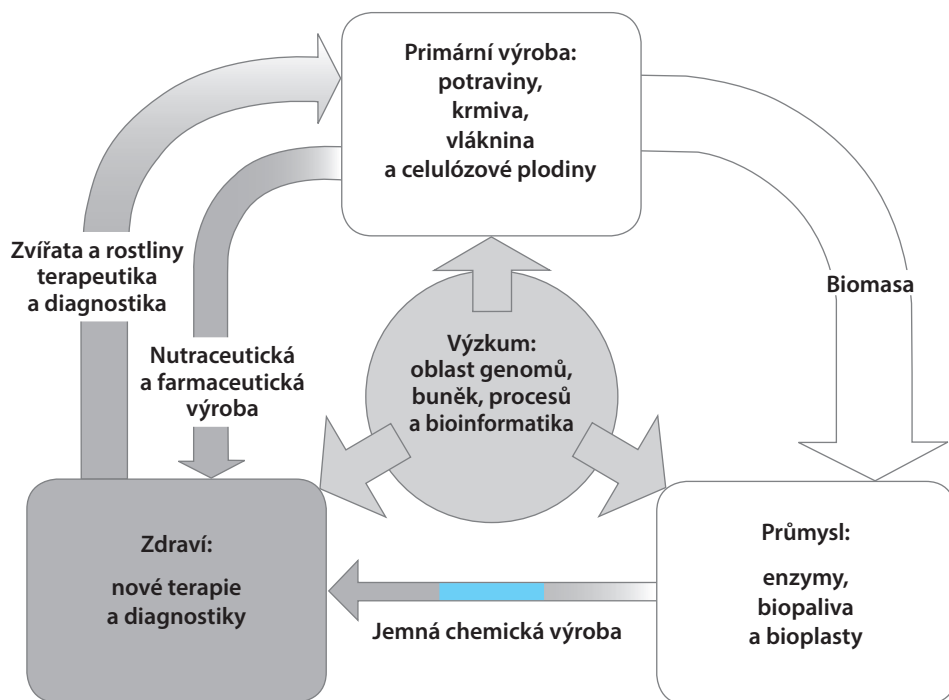 Primární výroba:
potraviny,
krmiva,
vláknina
a celulózové plodiny
Zvířata a rostliny
terapeutika
a diagnostika
Biomasa
Nutraceutická
a farmaceutická
výroba
Výzkum:
oblast genomů,
buněk, procesů
a bioinformatika
Zdraví:
nové terapie
a diagnostiky
Průmysl:
enzymy,
biopaliva
a bioplasty
Jemná chemická výroba